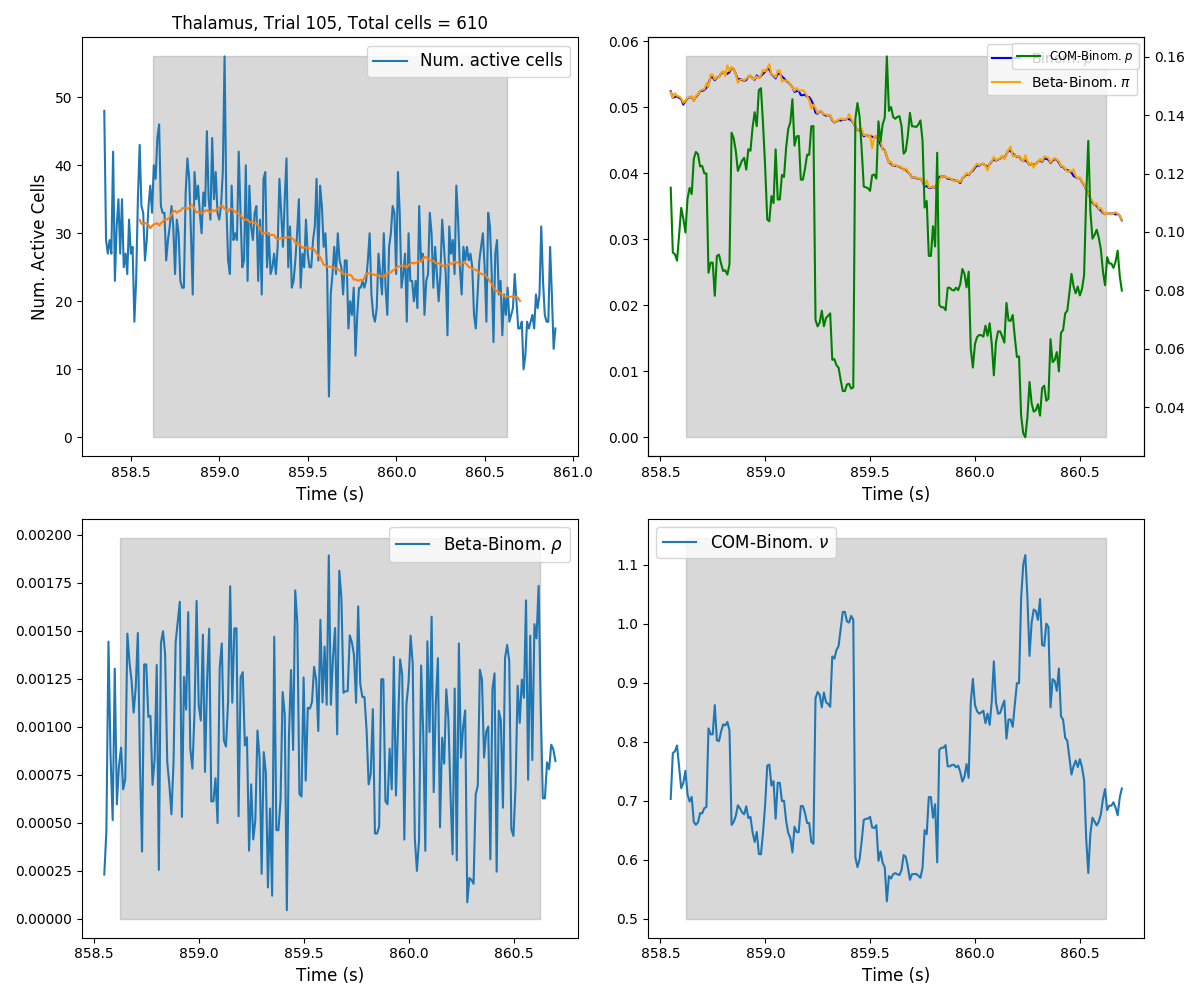 Thalamus, Trial 105, Total cells = 610
Num. active cells
Num. Active Cells
50
40
30
20
10
0
858.5 859.0 859.5 860.0 860.5 861.0
Time (s)
COM-Binom. p
Beta-Binom. π
0.06
0.05
0.04
0.03
0.02
0.01
0.00
0.16
0.14
0.12
0.10
0.08
0.06
0.04
858.5 859.0 859.5 860.0 860.5
Time (s)
Beta-Binom. ρ
0.00200
0.00175
0.00150
0.00125
0.00100
0.00075
0.00050
0.00025
0.00000
858.5 859.0 859.5 860.0 860.5
Time (s)
COM-Binom. ν
1.1
1.0
0.9
0.8
0.7
0.6
0.5
858.5 859.0 859.5 860.0 860.5
Time (s)